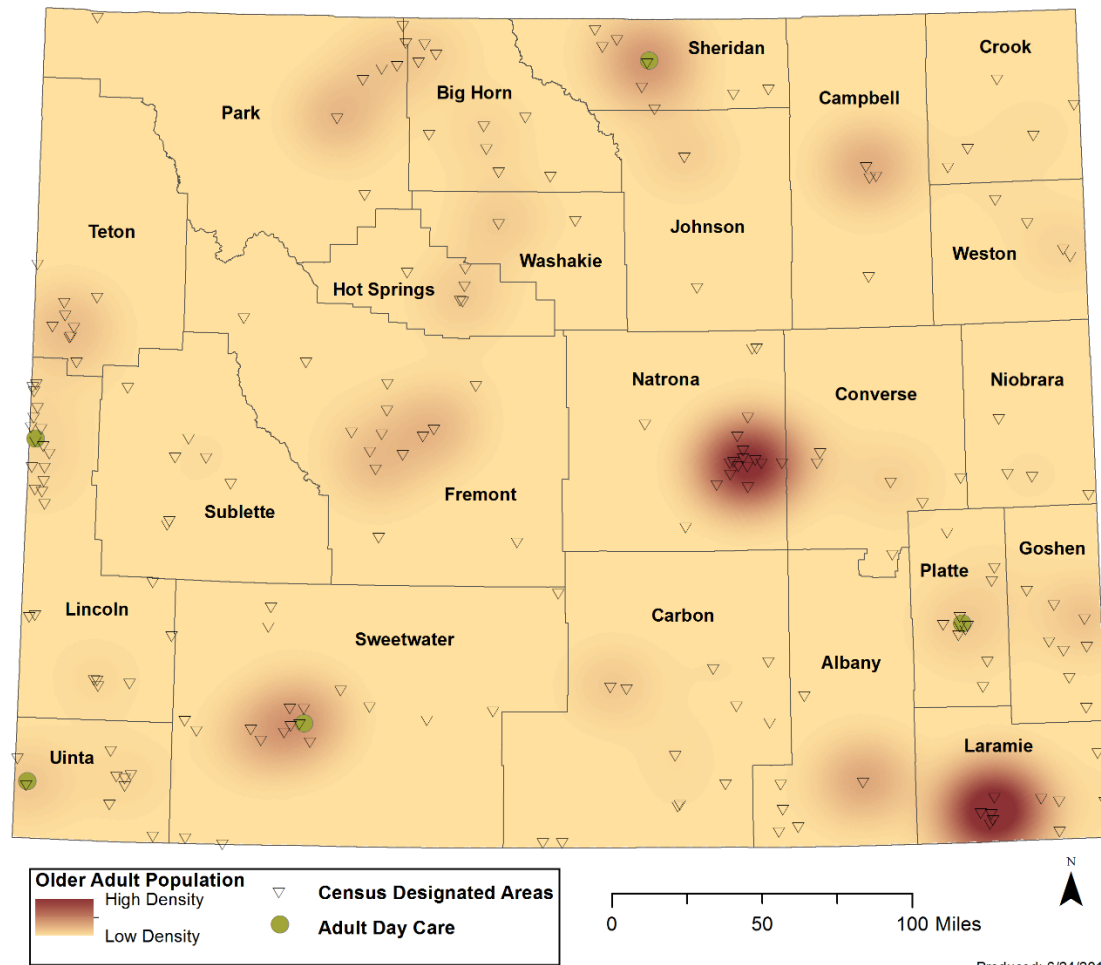 Sheridan
Crook
Big Horn
Campbell
Park
Teton
Johnson
Washakie
Weston
Hot Springs
Natrona
Converse
Niobrara
Fremont
Sublette
Goshen
Platte
Lincoln
Carbon
Sweetwater
Albany
Laramie
Uinta
Older Adult Population
High Density
Low Density
Census Designated Areas
Adult Day Care
0 50 100 Miles
N